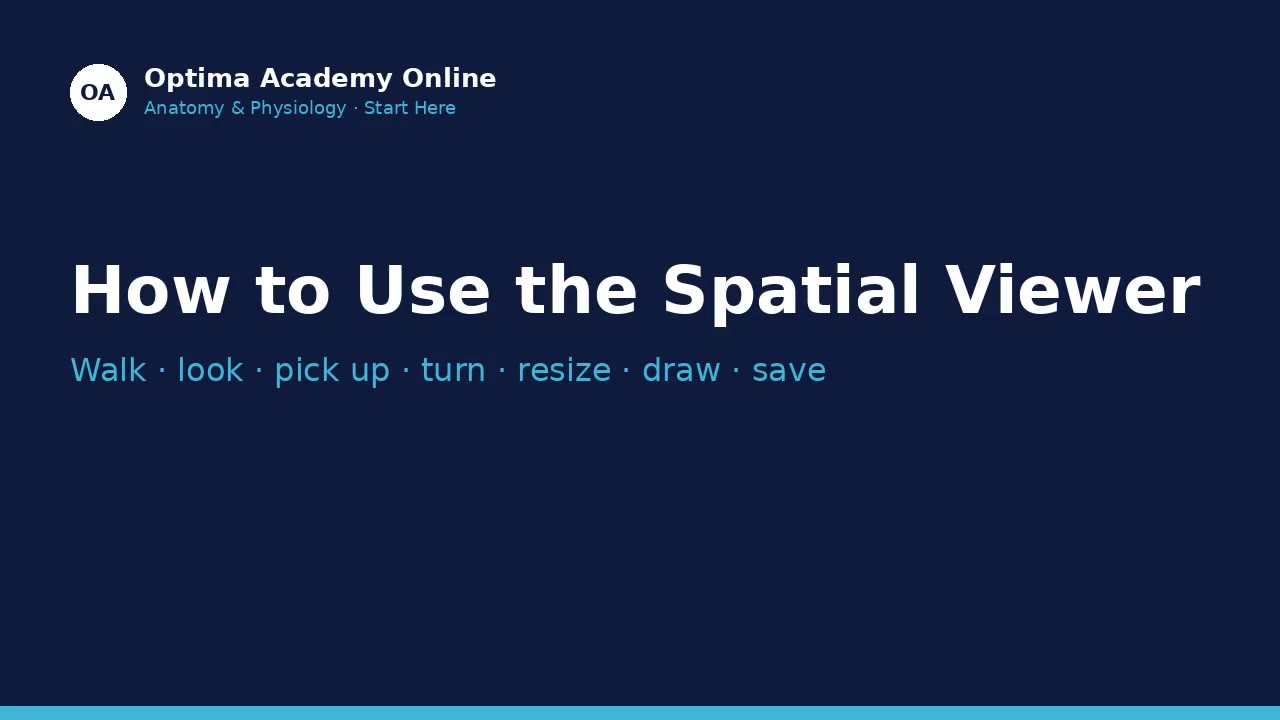 OA
Optima Academy Online
Anatomy & Physiology · Start Here
How to Use the Spatial Viewer
Walk · look · pick up · turn · resize · draw · save